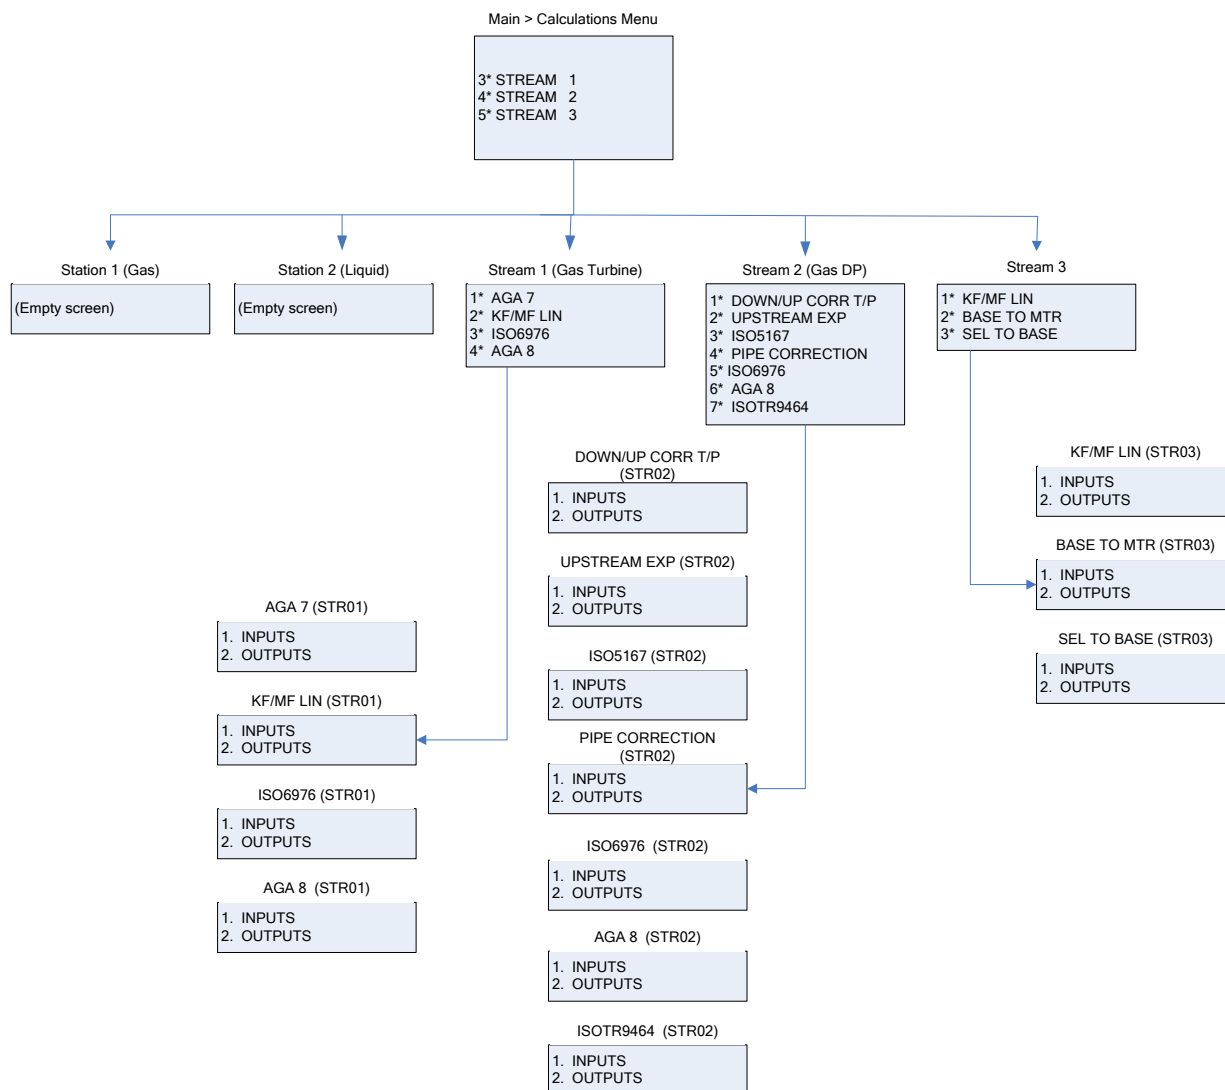 Main > Calculations Menu
3* STREAM 1
4* STREAM 2
5* STREAM 3
Station 1 (Gas)
(Empty screen)
Station 2 (Liquid)
(Empty screen)
Stream 1 (Gas Turbine)
1* AGA 7
2* KF/MF LIN
3* ISO6976
4* AGA 8
Stream 2 (Gas DP)
1* DOWN/UP CORR T/P
2* UPSTREAM EXP
3* ISO5167
4* PIPE CORRECTION
5* ISO6976
6* AGA 8
7* ISOTR9464
Stream 3
1* KF/MF LIN
2* BASE TO MTR
3* SEL TO BASE
AGA 7 (STR01)
1. INPUTS
2. OUTPUTS
KF/MF LIN (STR01)
1. INPUTS
2. OUTPUTS
ISO6976 (STR01)
1. INPUTS
2. OUTPUTS
AGA 8 (STR01)
1. INPUTS
2. OUTPUTS
DOWN/UP CORR T/P
(STR02)
1. INPUTS
2. OUTPUTS
UPSTREAM EXP (STR02)
1. INPUTS
2. OUTPUTS
ISO5167 (STR02)
1. INPUTS
2. OUTPUTS
PIPE CORRECTION
(STR02)
1. INPUTS
2. OUTPUTS
ISO6976 (STR02)
1. INPUTS
2. OUTPUTS
AGA 8 (STR02)
1. INPUTS
2. OUTPUTS
ISOTR9464 (STR02)
1. INPUTS
2. OUTPUTS
KF/MF LIN (STR03)
1. INPUTS
2. OUTPUTS
BASE TO MTR (STR03)
1. INPUTS
2. OUTPUTS
SEL TO BASE (STR03)
1. INPUTS
2. OUTPUTS